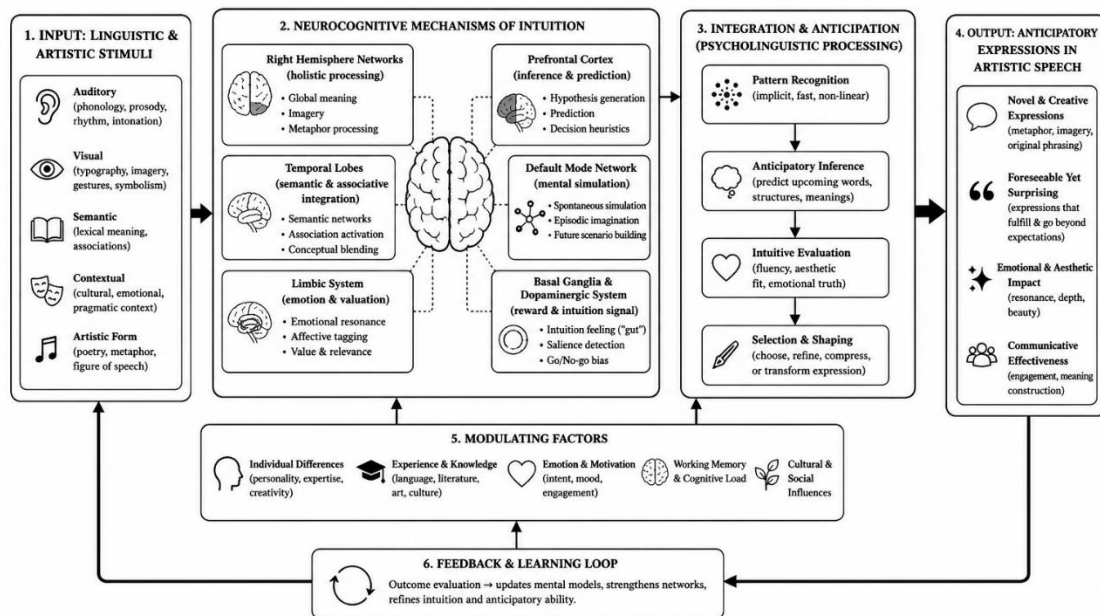 1. INPUT: LINGUISTIC &
ARTISTIC STIMULI
Auditory
(phonology, prosody,
rhythm, intonation)
Visual
(typography, imagery,
gestures, symbolism)
Semantic
(lexical meaning,
associations)
Contextual
(cultural, emotional,
pragmatic context)
Artistic Form
(poetry, metaphor,
figure of speech)
2. NEUROCOGNITIVE MECHANISMS OF INTUITION
Right Hemisphere Networks
(holistic processing)
• Global meaning
• Imagery
• Metaphor processing
Temporal Lobes
(semantic & associative
integration)
• Semantic networks
• Association activation
• Conceptual blending
Limbic System
(emotion & valuation)
• Emotional resonance
• Affective tagging
• Value & relevance
Prefrontal Cortex
(inference & prediction)
• Hypothesis generation
• Prediction
• Decision heuristics
Default Mode Network
(mental simulation)
• Spontaneous simulation
• Episodic imagination
• Future scenario building
Basal Ganglia &
Dopaminergic System
(reward & intuition signal)
• Intuition feeling ("gut")
• Salience detection
• Go/No-go bias
3. INTEGRATION & ANTICIPATION
(PSYCHOLINGUISTIC PROCESSING)
Pattern Recognition
(implicit, fast, non-linear)
Anticipatory Inference
(predict upcoming words,
structures, meanings)
Intuitive Evaluation
(fluency, aesthetic
fit, emotional truth)
Selection & Shaping
(choose, refine, compress,
or transform expression)
4. OUTPUT: ANTICIPATORY
EXPRESSIONS IN
ARTISTIC SPEECH
Novel & Creative
Expressions
(metaphor, imagery,
original phrasing)
Foreseeable Yet
Surprising
(expressions that
fulfill & go beyond
expectations)
Emotional & Aesthetic
Impact
(resonance, depth,
beauty)
Communicative
Effectiveness
(engagement, meaning
construction)
5. MODULATING FACTORS
Individual Differences
(personality, expertise,
creativity)
Experience & Knowledge
(language, literature,
art, culture)
Emotion & Motivation
(intent, mood,
engagement)
Working Memory
& Cognitive Load
Cultural &
Social
Influences
6. FEEDBACK & LEARNING LOOP
Outcome evaluation → updates mental models, strengthens networks,
refines intuition and anticipatory ability.